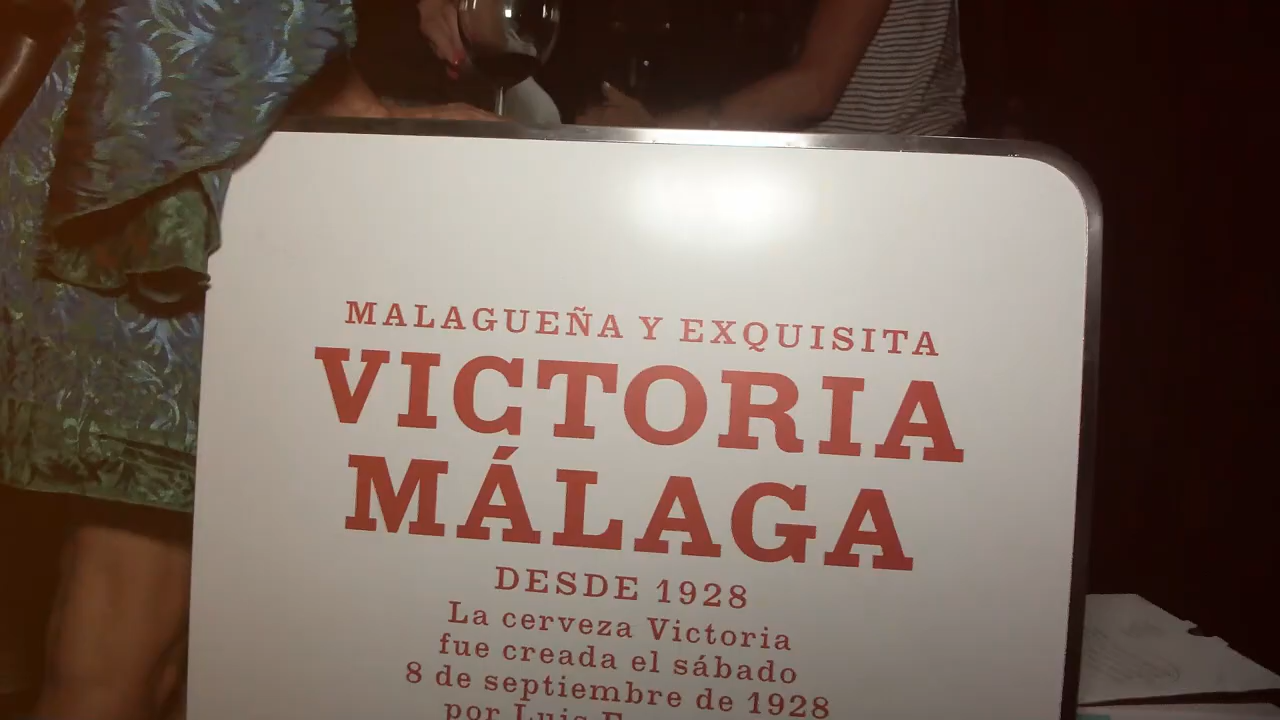 MALAGUEÑA Y EXQUISITA
VICTORIA
MÁLAGA
DESDE 1928
La cerveza Victoria
fue creada el sábado
8 de septiembre de 1928
por Luis